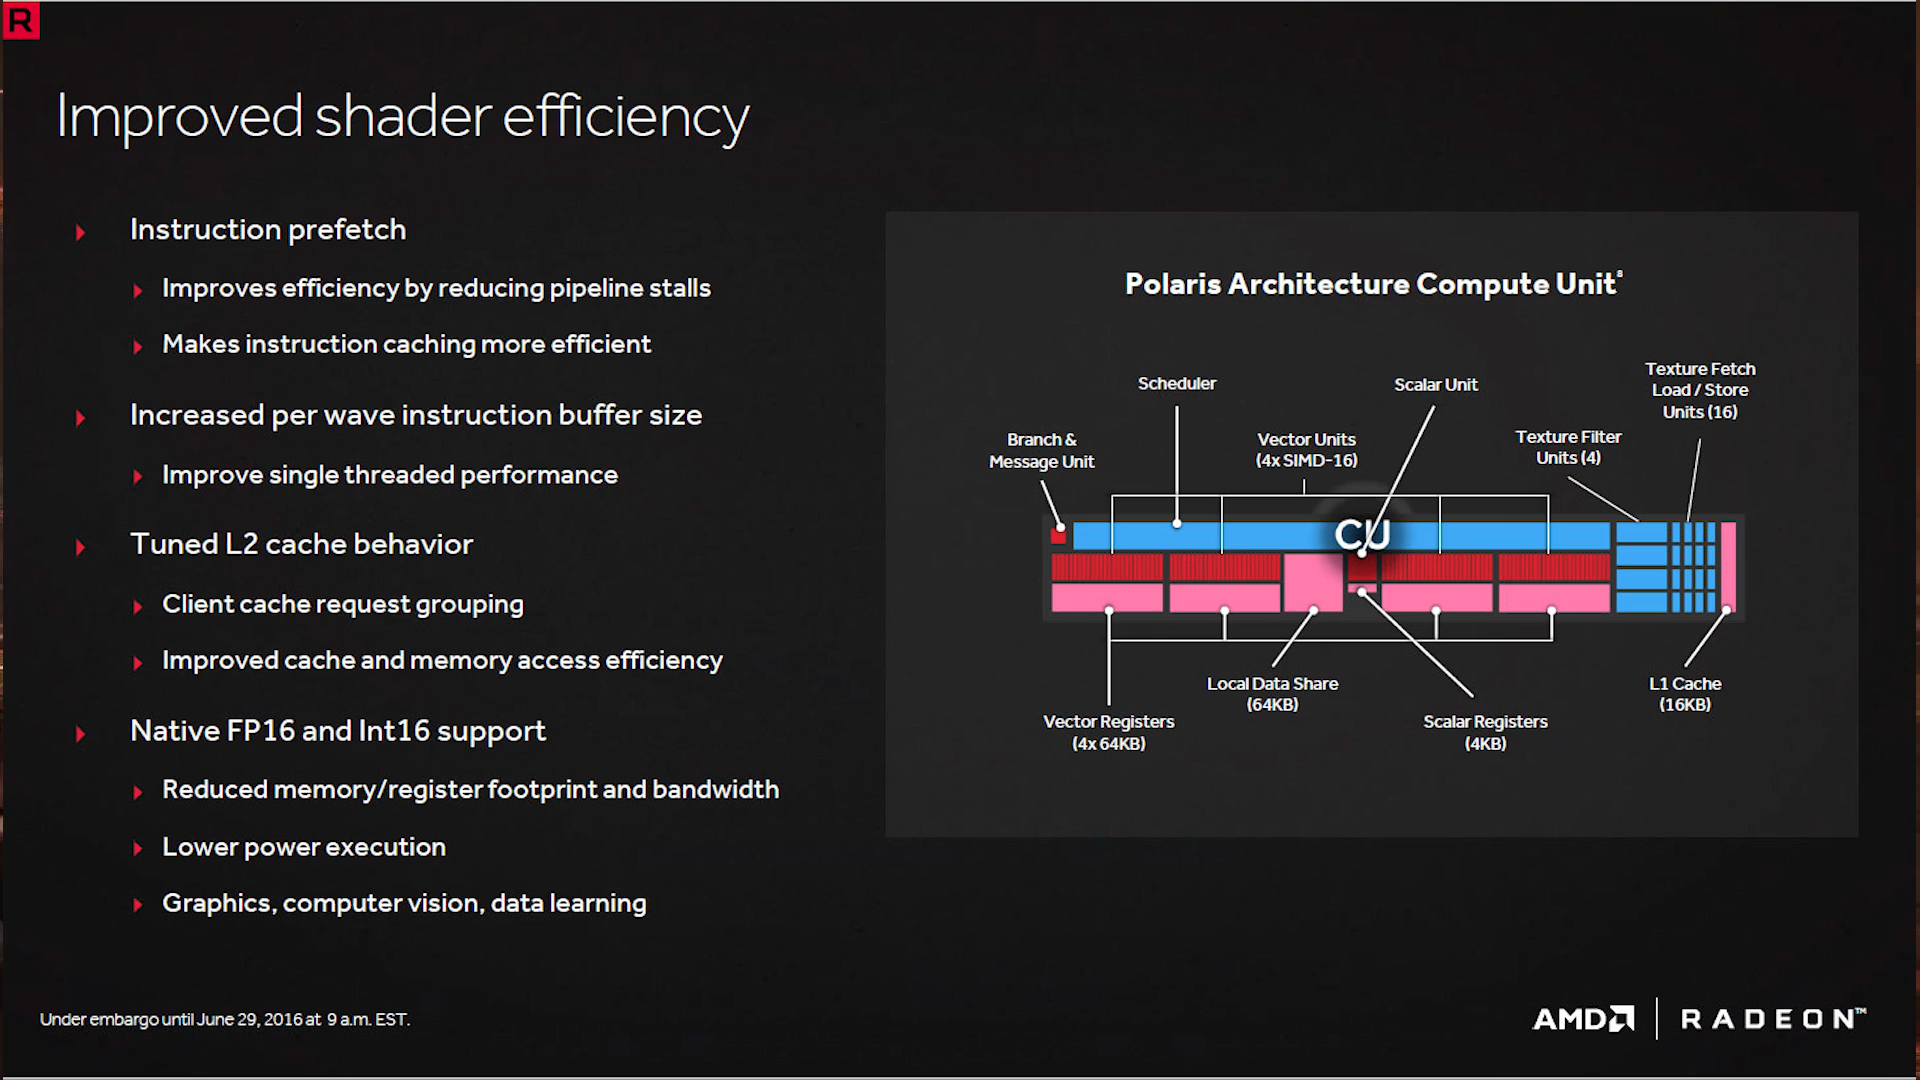 R
Improved shader efficiency
Instruction prefetch
Improves efficiency by reducing pipeline stalls
Makes instruction caching more efficient
Increased per wave instruction buffer size
Improve single threaded performance
Tuned L2 cache behavior
Client cache request grouping
Improved cache and memory access efficiency
Native FP16 and Int16 support
Reduced memory/register footprint and bandwidth
Lower power execution
Graphics, computer vision, data learning
Polaris Architecture Compute Unit⁸
Texture Fetch
Load / Store
Units (16)
Scheduler
Scalar Unit
Branch &
Message Unit
Vector Units
(4x SIMD-16)
Texture Filter
Units (4)
CU
Local Data Share
(64KB)
L1 Cache
(16KB)
Vector Registers
(4x 64KB)
Scalar Registers
(4KB)
Under embargo until June 29, 2016 at 9 a.m. EST.
AMD RADEON™